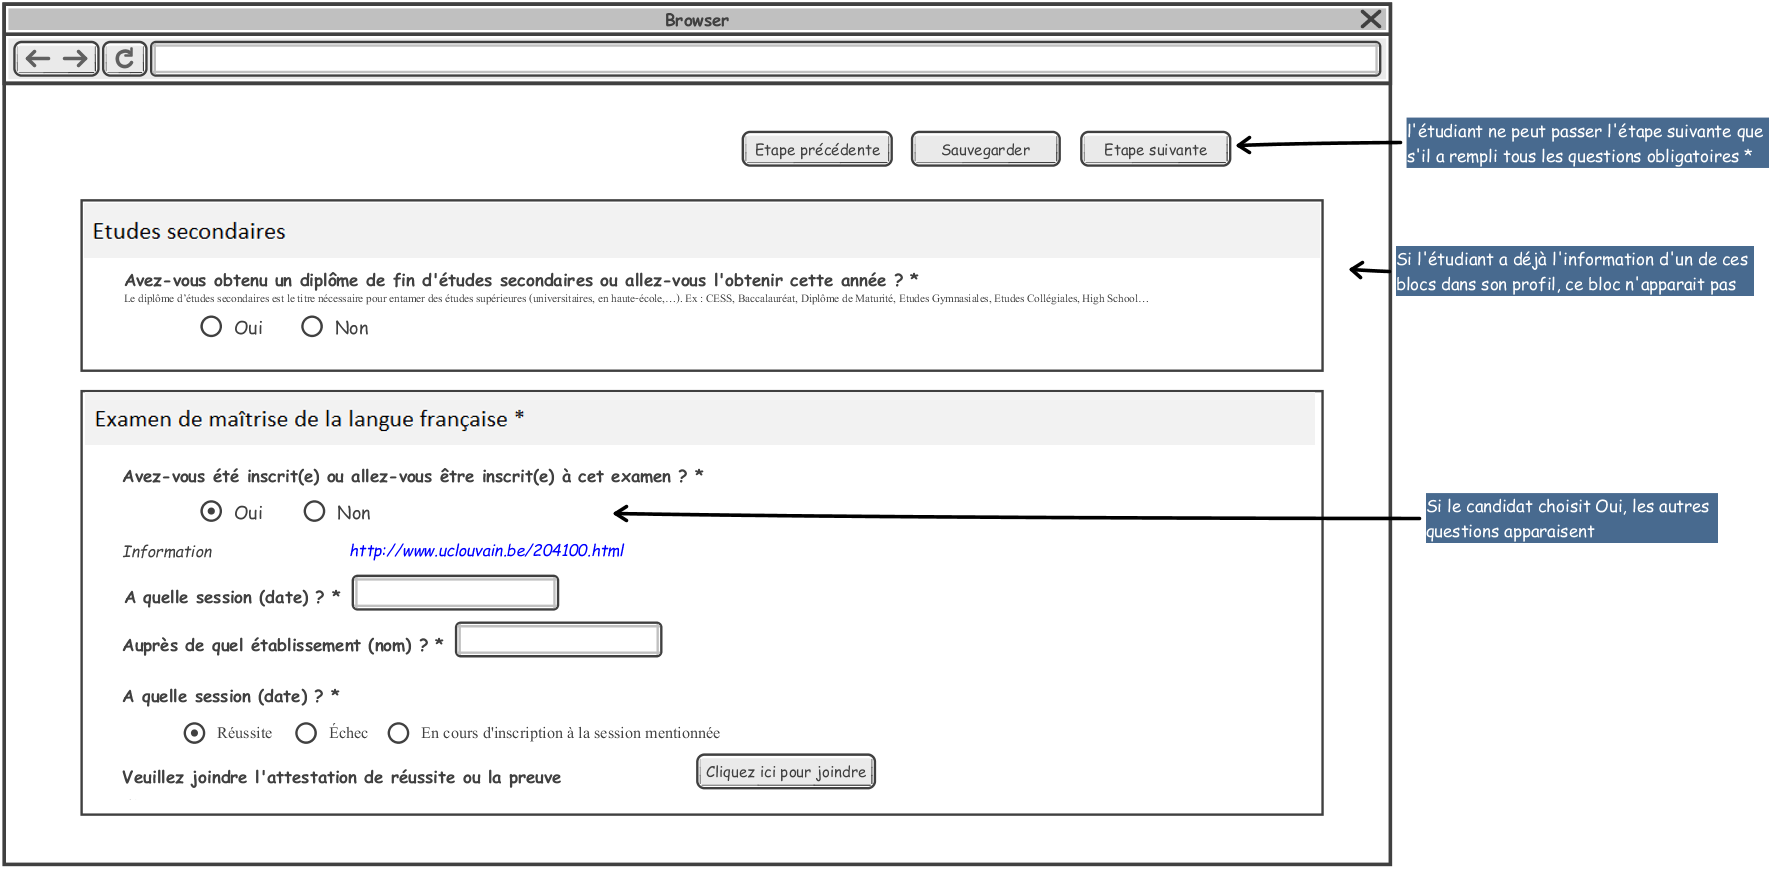 Browser
Etape précédente
Sauvegarder
Etape suivante
l'étudiant ne peut passer l'étape suivante que
s'il a rempli tous les questions obligatoires *
Etudes secondaires
Si l'étudiant a déjà l'information d'un de ces
blocs dans son profil, ce bloc n'apparait pas
Avez-vous obtenu un diplôme de fin d'études secondaires ou allez-vous l'obtenir cette année ? *
Le diplôme d'études secondaires est le titre nécessaire pour entamer des études supérieures (universitaires, en haute-école,...). Ex : CESS, Baccalauréat, Diplôme de Maturité, Etudes Gymnasiales, Etudes Collégiales, High School...
Oui
Non
Examen de maîtrise de la langue française *
Avez-vous été inscrit(e) ou allez-vous être inscrit(e) à cet examen ? *
Oui
Non
Si le candidat choisit Oui, les autres
questions apparaisent
Information
http://www.uclouvain.be/204100.html
A quelle session (date) ? *
Auprès de quel établissement (nom) ? *
A quelle session (date) ? *
Réussite
Échec
En cours d'inscription à la session mentionnée
Veuillez joindre l'attestation de réussite ou la preuve
Cliquez ici pour joindre